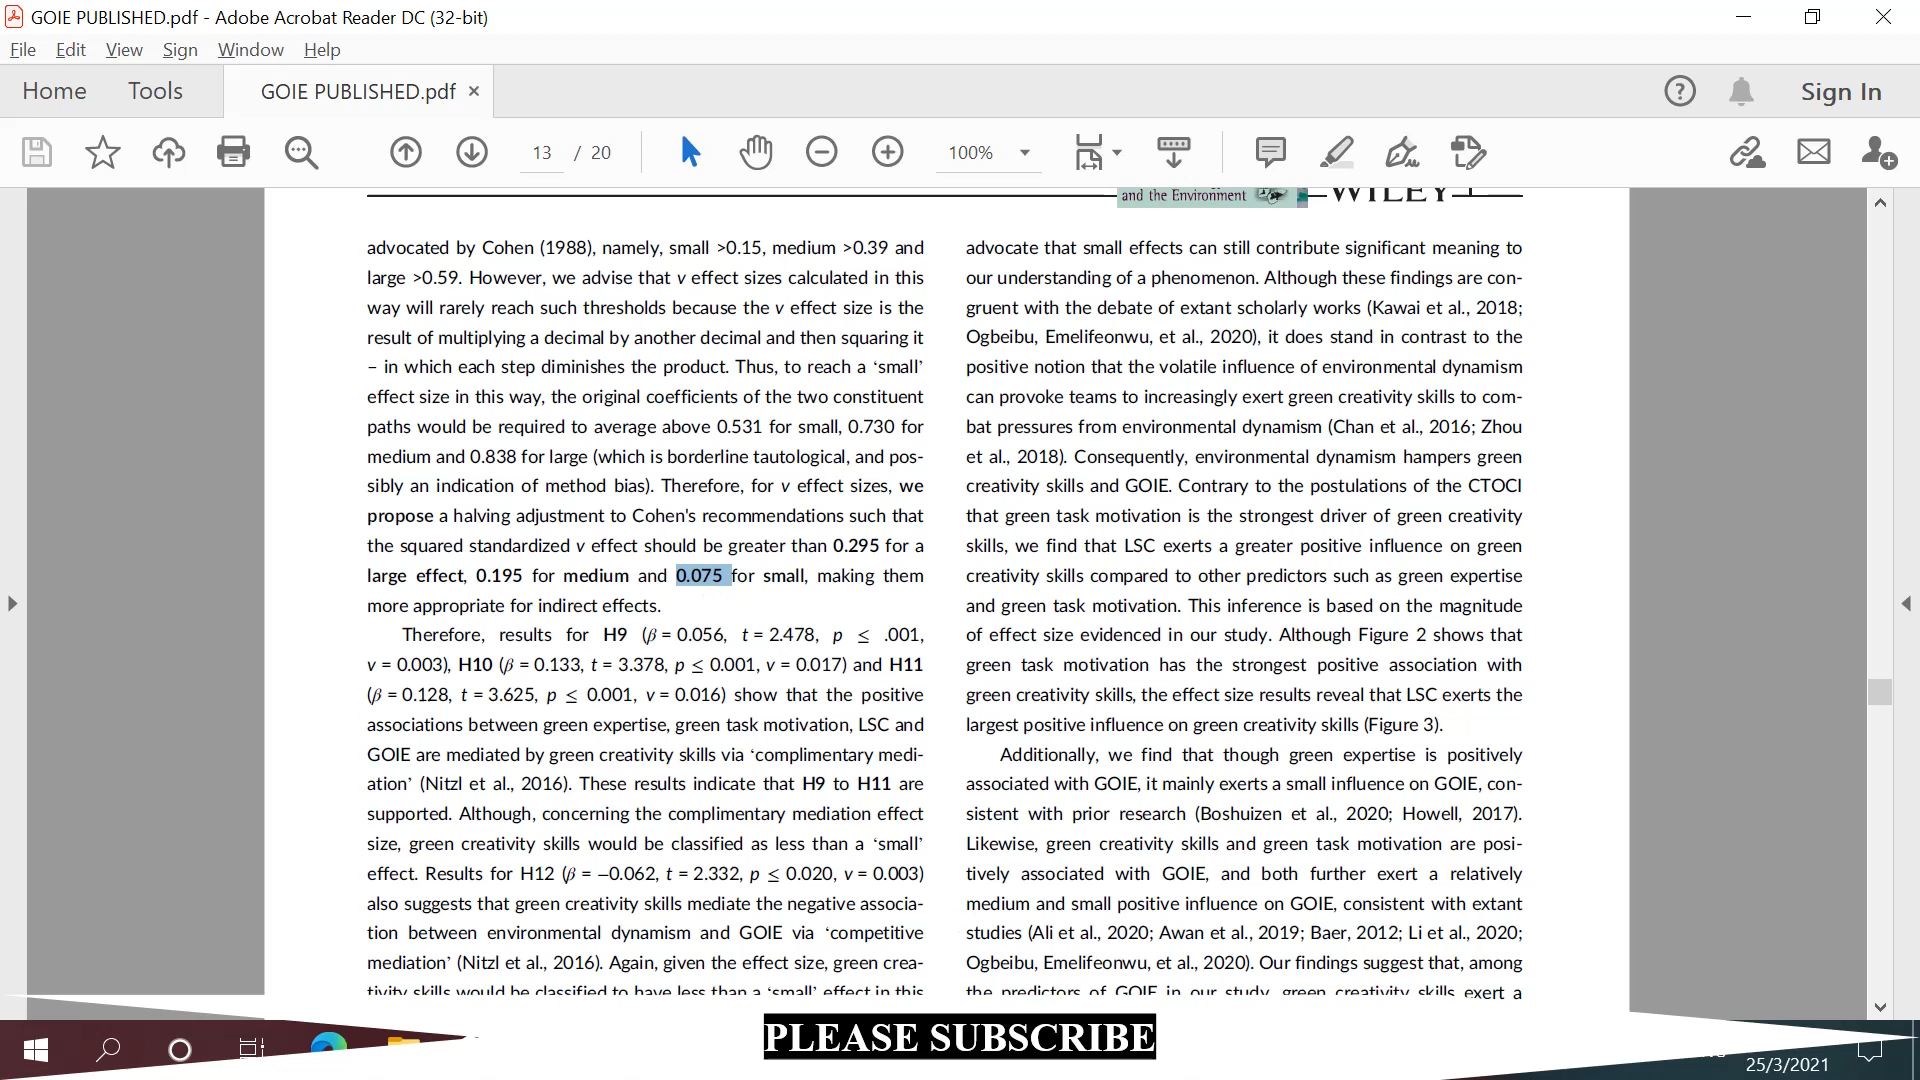 GOIE PUBLISHED.pdf - Adobe Acrobat Reader DC (32-bit)
File Edit View Sign Window Help
Home Tools GOIE PUBLISHED.pdf × Sign In
13 / 20 100%
and the Environment WILEY
advocated by Cohen (1988), namely, small >0.15, medium >0.39 and
large >0.59. However, we advise that v effect sizes calculated in this
way will rarely reach such thresholds because the v effect size is the
result of multiplying a decimal by another decimal and then squaring it
– in which each step diminishes the product. Thus, to reach a ‘small’
effect size in this way, the original coefficients of the two constituent
paths would be required to average above 0.531 for small, 0.730 for
medium and 0.838 for large (which is borderline tautological, and pos-
sibly an indication of method bias). Therefore, for v effect sizes, we
propose a halving adjustment to Cohen's recommendations such that
the squared standardized v effect should be greater than 0.295 for a
large effect, 0.195 for medium and 0.075 for small, making them
more appropriate for indirect effects.
Therefore, results for H9 (β = 0.056, t = 2.478, p ≤ .001,
v = 0.003), H10 (β = 0.133, t = 3.378, p ≤ 0.001, v = 0.017) and H11
(β = 0.128, t = 3.625, p ≤ 0.001, v = 0.016) show that the positive
associations between green expertise, green task motivation, LSC and
GOIE are mediated by green creativity skills via ‘complimentary medi-
ation’ (Nitzl et al., 2016). These results indicate that H9 to H11 are
supported. Although, concerning the complimentary mediation effect
size, green creativity skills would be classified as less than a ‘small’
effect. Results for H12 (β = −0.062, t = 2.332, p ≤ 0.020, v = 0.003)
also suggests that green creativity skills mediate the negative associa-
tion between environmental dynamism and GOIE via ‘competitive
mediation’ (Nitzl et al., 2016). Again, given the effect size, green crea-
tivity skills would be classified to have less than a ‘small’ effect in this
advocate that small effects can still contribute significant meaning to
our understanding of a phenomenon. Although these findings are con-
gruent with the debate of extant scholarly works (Kawai et al., 2018;
Ogbeibu, Emelifeonwu, et al., 2020), it does stand in contrast to the
positive notion that the volatile influence of environmental dynamism
can provoke teams to increasingly exert green creativity skills to com-
bat pressures from environmental dynamism (Chan et al., 2016; Zhou
et al., 2018). Consequently, environmental dynamism hampers green
creativity skills and GOIE. Contrary to the postulations of the CTOCI
that green task motivation is the strongest driver of green creativity
skills, we find that LSC exerts a greater positive influence on green
creativity skills compared to other predictors such as green expertise
and green task motivation. This inference is based on the magnitude
of effect size evidenced in our study. Although Figure 2 shows that
green task motivation has the strongest positive association with
green creativity skills, the effect size results reveal that LSC exerts the
largest positive influence on green creativity skills (Figure 3).
Additionally, we find that though green expertise is positively
associated with GOIE, it mainly exerts a small influence on GOIE, con-
sistent with prior research (Boshuizen et al., 2020; Howell, 2017).
Likewise, green creativity skills and green task motivation are posi-
tively associated with GOIE, and both further exert a relatively
medium and small positive influence on GOIE, consistent with extant
studies (Ali et al., 2020; Awan et al., 2019; Baer, 2012; Li et al., 2020;
Ogbeibu, Emelifeonwu, et al., 2020). Our findings suggest that, among
the predictors of GOIE in our study, green creativity skills exert a
PLEASE SUBSCRIBE
25/3/2021